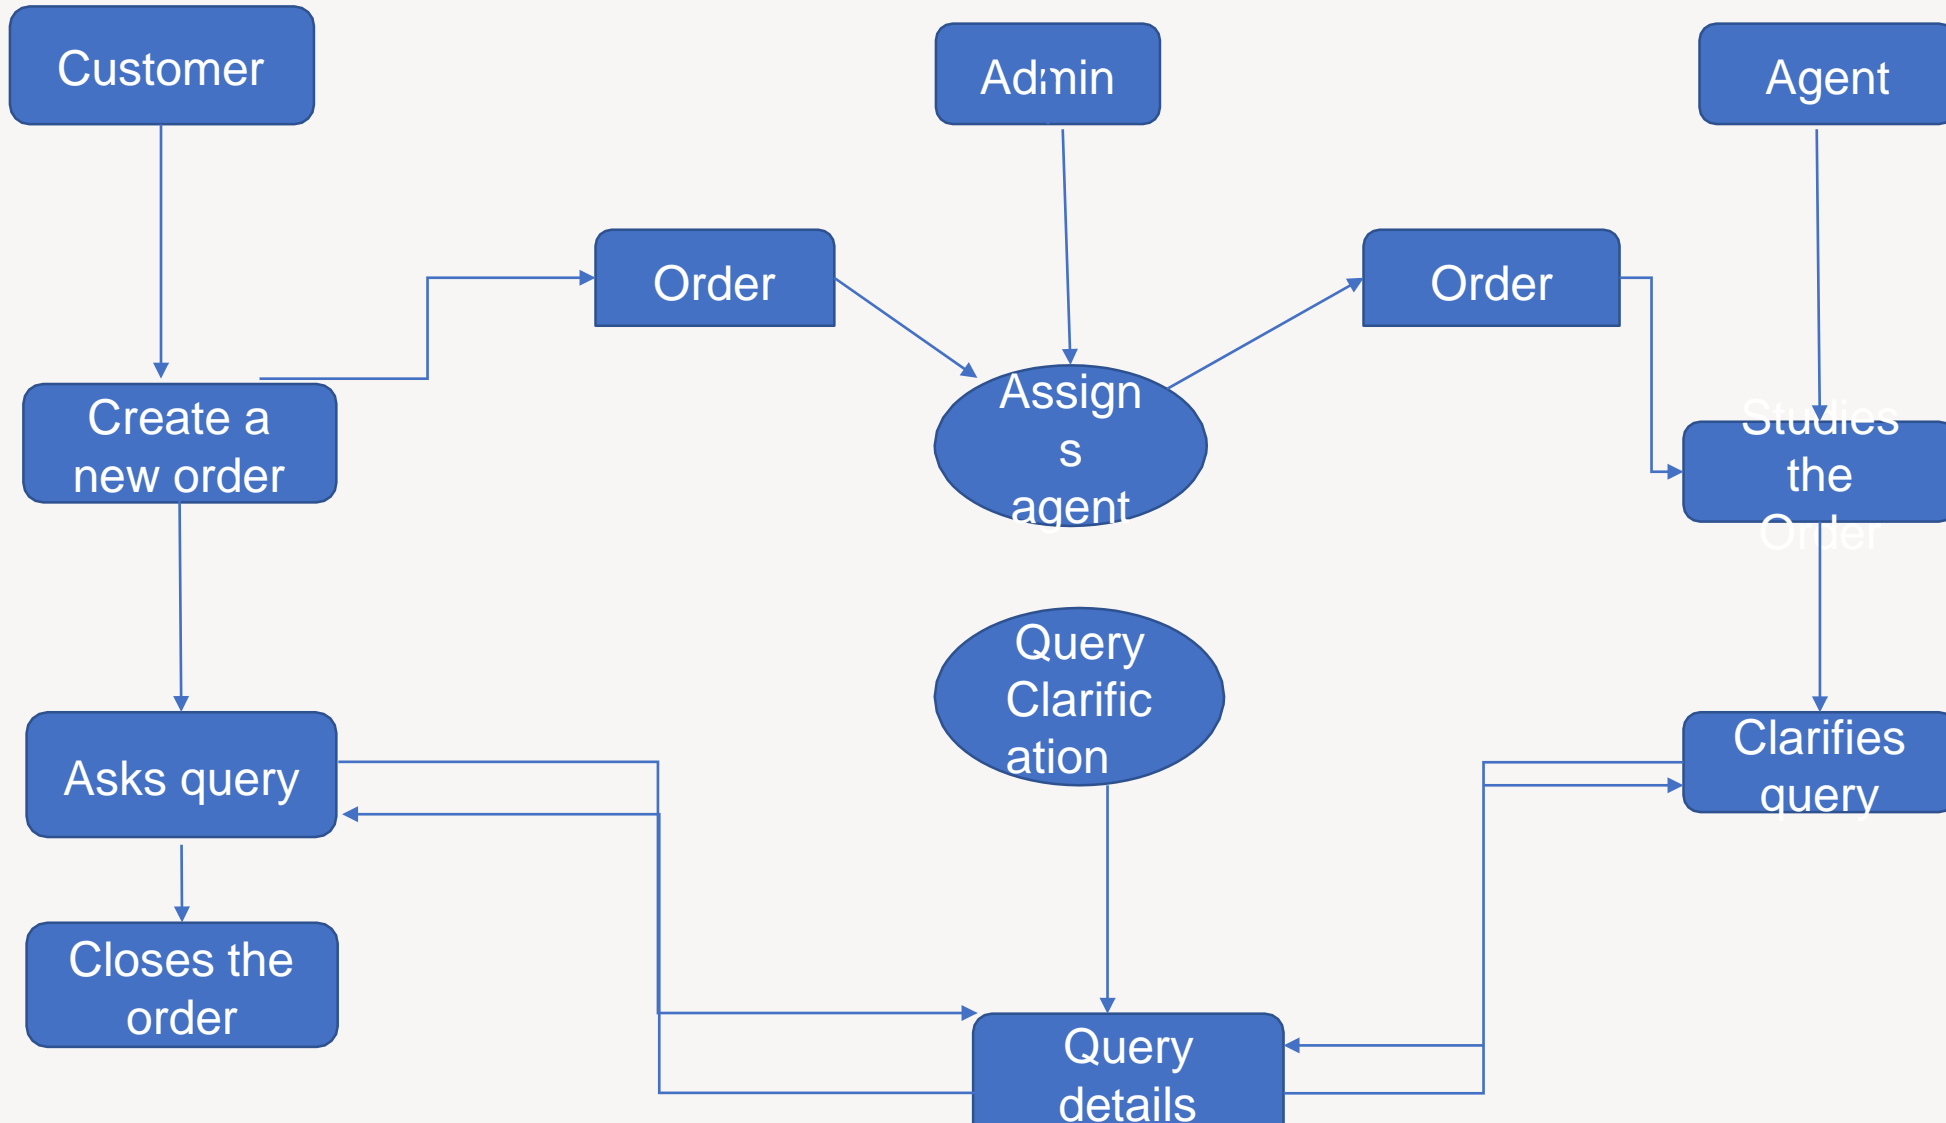 Customer
Admin
Agent
Order
Order
Create a
new order
Assign
s
agent
Studies
the
Order
Query
Clarific
ation
Asks query
Clarifies
query
Closes the
order
Query
details